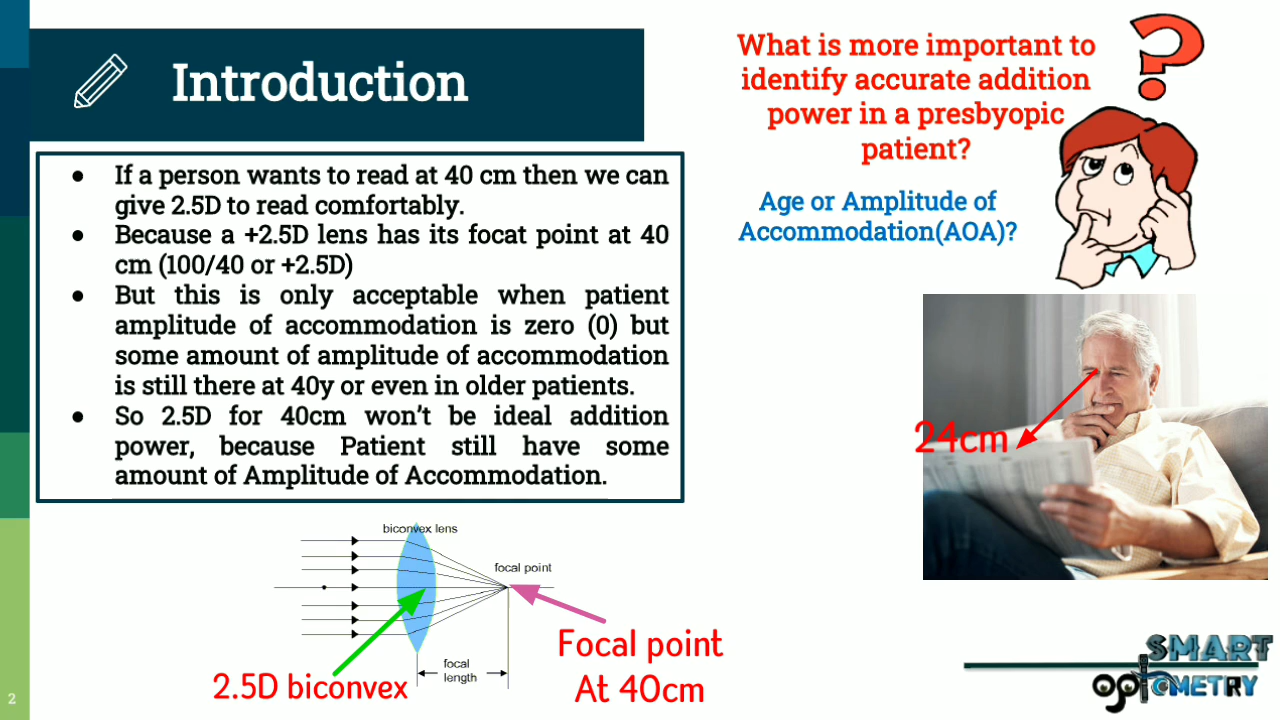 Introduction
What is more important to
identify accurate addition
power in a presbyopic
patient?
Age or Amplitude of
Accommodation(AOA)?
● If a person wants to read at 40 cm then we can
give 2.5D to read comfortably.
● Because a +2.5D lens has its focat point at 40
cm (100/40 or +2.5D)
● But this is only acceptable when patient
amplitude of accommodation is zero (0) but
some amount of amplitude of accommodation
is still there at 40y or even in older patients.
● So 2.5D for 40cm won't be ideal addition
power, because Patient still have some
amount of Amplitude of Accommodation.
24cm
biconvex lens
focal point
focal
length
2.5D biconvex
Focal point
At 40cm
SMART
OPTOMETRY
2